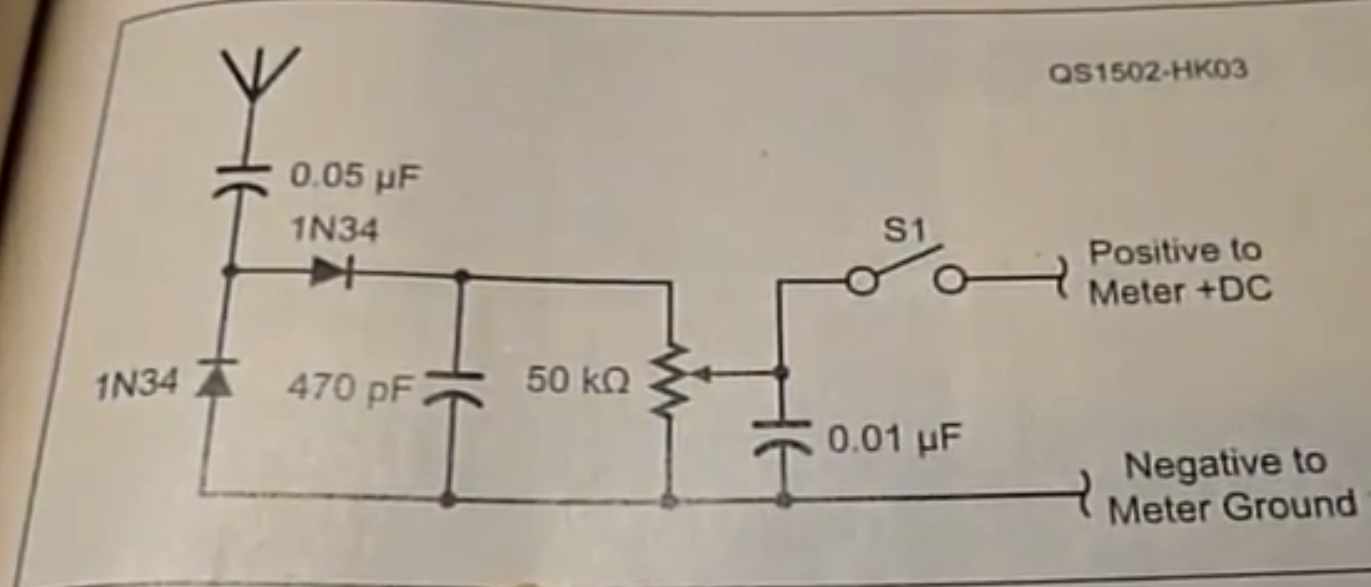 QS1502-HK03
0.05 µF
1N34
S1
Positive to
Meter +DC
1N34
470 pF
50 kΩ
0.01 µF
Negative to
Meter Ground